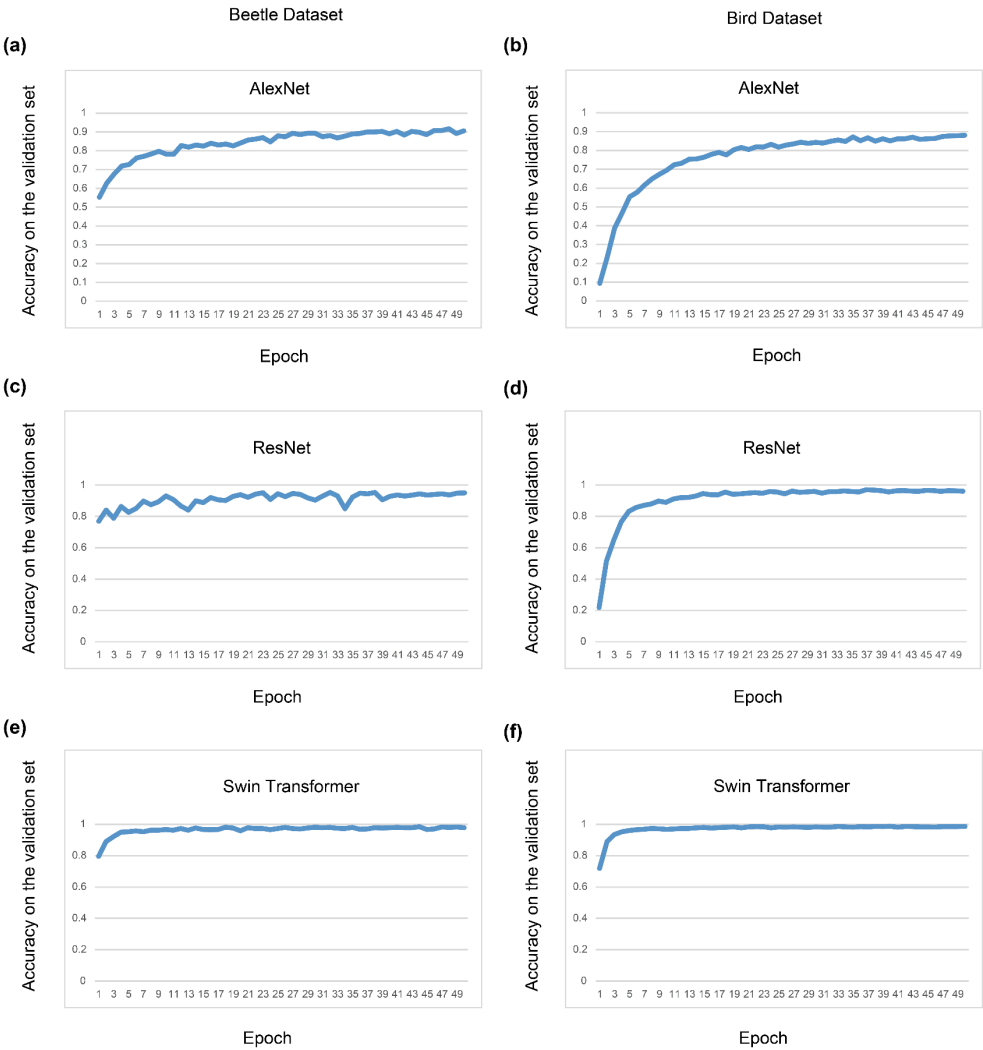 Beetle Dataset
Bird Dataset
(a)
(b)
AlexNet
AlexNet
Accuracy on the validation set
Accuracy on the validation set
1
0.9
0.8
0.7
0.6
0.5
0.4
0.3
0.2
0.1
0
1 3 5 7 9 11 13 15 17 19 21 23 25 27 29 31 33 35 37 39 41 43 45 47 49
1
0.9
0.8
0.7
0.6
0.5
0.4
0.3
0.2
0.1
0
1 3 5 7 9 11 13 15 17 19 21 23 25 27 29 31 33 35 37 39 41 43 45 47 49
Epoch
Epoch
(c)
(d)
ResNet
ResNet
Accuracy on the validation set
Accuracy on the validation set
1
0.8
0.6
0.4
0.2
0
1 3 5 7 9 11 13 15 17 19 21 23 25 27 29 31 33 35 37 39 41 43 45 47 49
1
0.8
0.6
0.4
0.2
0
1 3 5 7 9 11 13 15 17 19 21 23 25 27 29 31 33 35 37 39 41 43 45 47 49
Epoch
Epoch
(e)
(f)
Swin Transformer
Swin Transformer
Accuracy on the validation set
Accuracy on the validation set
1
0.8
0.6
0.4
0.2
0
1 3 5 7 9 11 13 15 17 19 21 23 25 27 29 31 33 35 37 39 41 43 45 47 49
1
0.8
0.6
0.4
0.2
0
1 3 5 7 9 11 13 15 17 19 21 23 25 27 29 31 33 35 37 39 41 43 45 47 49
Epoch
Epoch